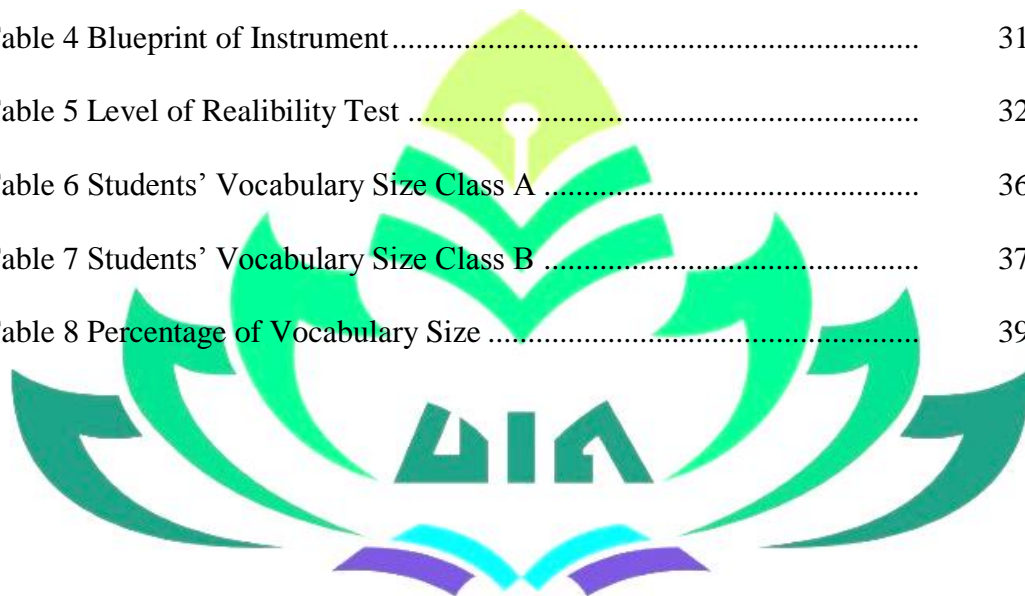 able 4 Blueprint of Instrument........................................................................ 31
able 5 Level of Realibility Test ..................................................................... 32
able 6 Students’ Vocabulary Size Class A ................................................... 36
able 7 Students’ Vocabulary Size Class B ................................................... 37
able 8 Percentage of Vocabulary Size .......................................................... 39